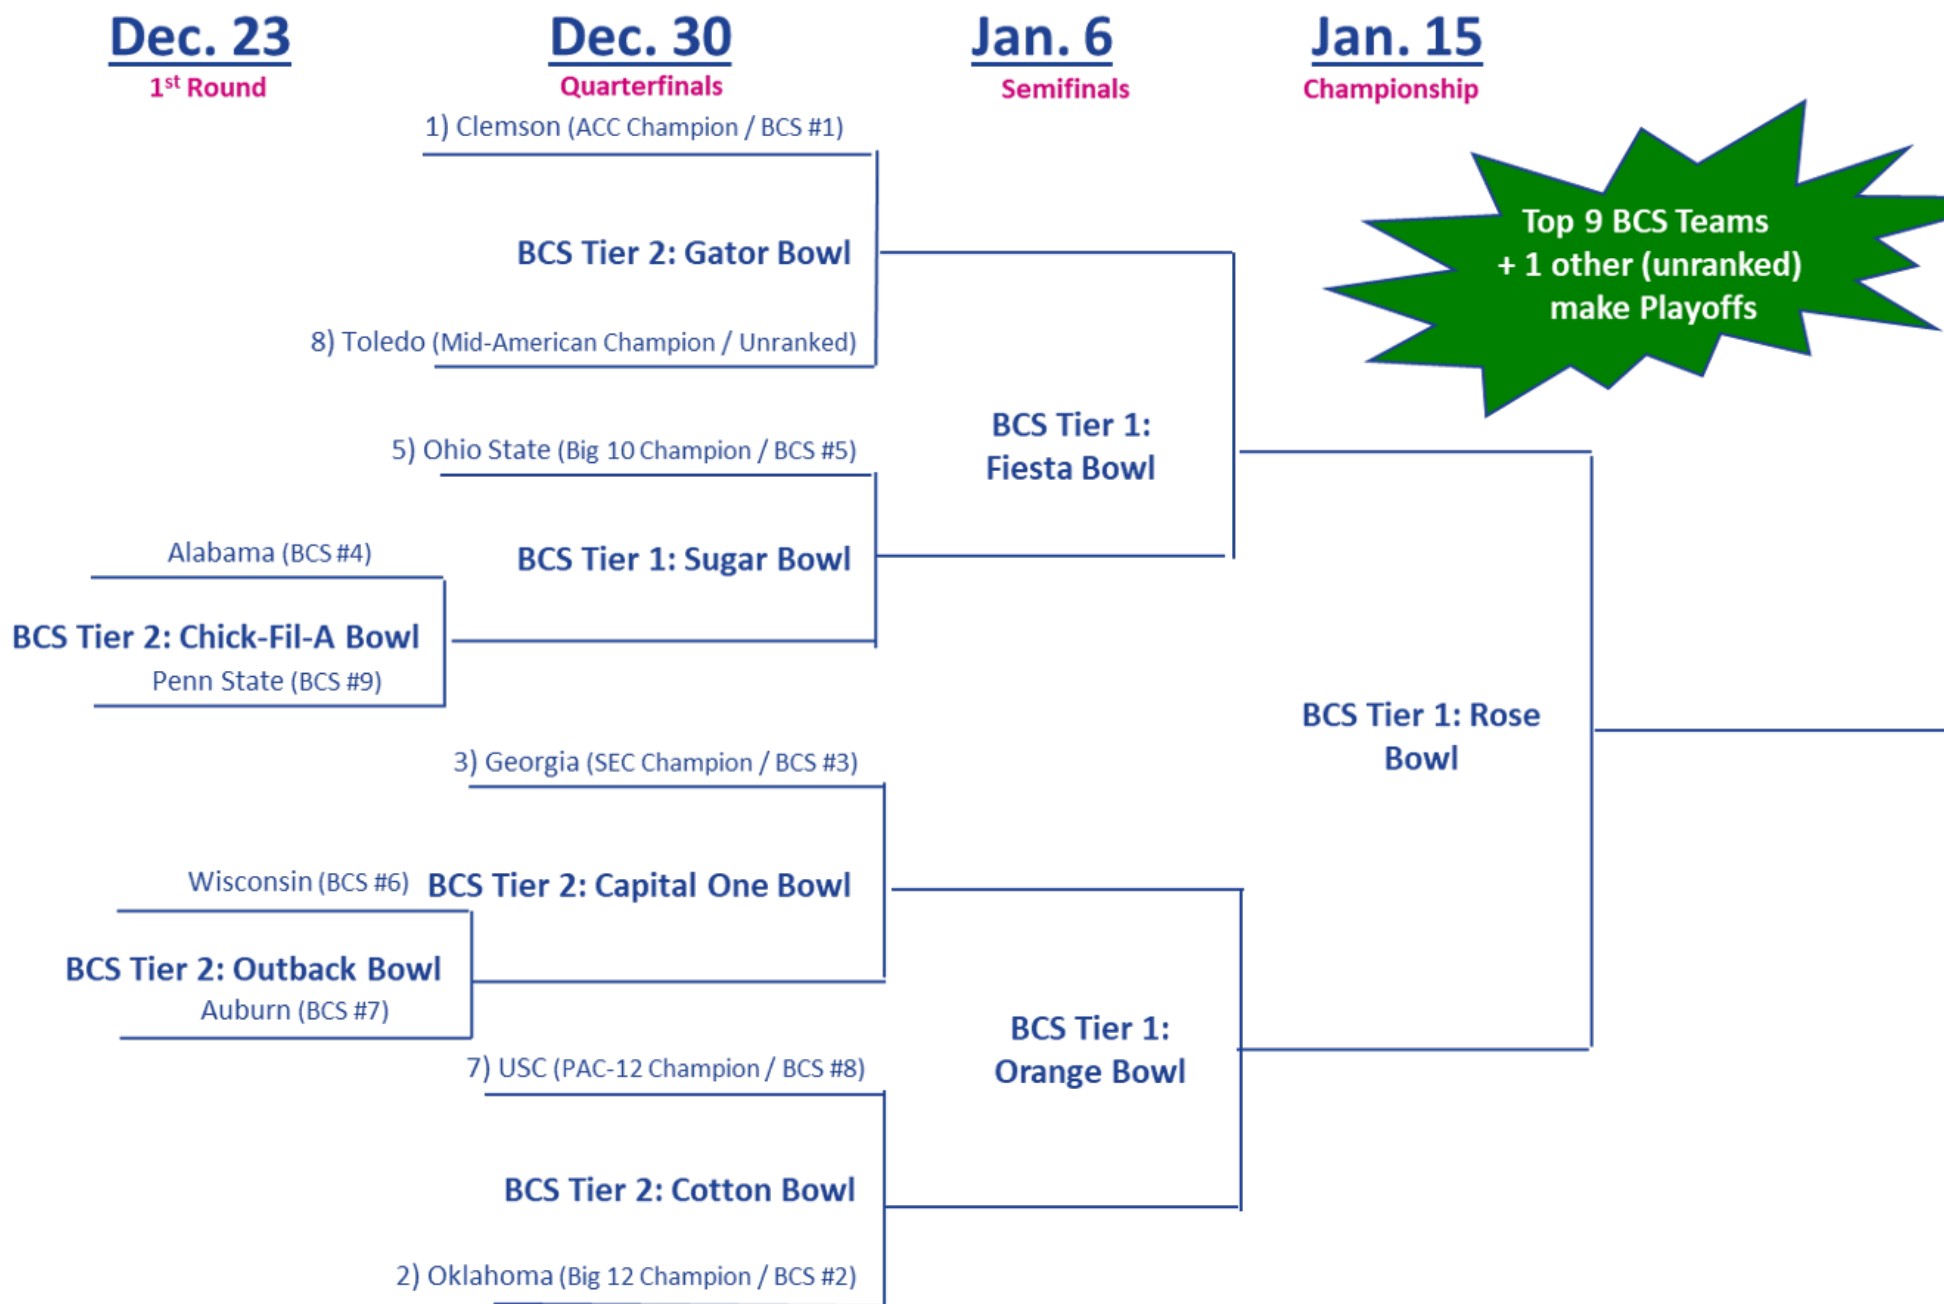 Dec. 23
1st Round
Dec. 30
Quarterfinals
Jan. 6
Semifinals
Jan. 15
Championship
1) Clemson (ACC Champion / BCS #1)
BCS Tier 2: Gator Bowl
8) Toledo (Mid-American Champion / Unranked)
Top 9 BCS Teams
+ 1 other (unranked)
make Playoffs
5) Ohio State (Big 10 Champion / BCS #5)
BCS Tier 1:
Fiesta Bowl
Alabama (BCS #4)
BCS Tier 1: Sugar Bowl
BCS Tier 2: Chick-Fil-A Bowl
Penn State (BCS #9)
BCS Tier 1: Rose
Bowl
3) Georgia (SEC Champion / BCS #3)
Wisconsin (BCS #6)
BCS Tier 2: Capital One Bowl
BCS Tier 2: Outback Bowl
Auburn (BCS #7)
BCS Tier 1:
Orange Bowl
7) USC (PAC-12 Champion / BCS #8)
BCS Tier 2: Cotton Bowl
2) Oklahoma (Big 12 Champion / BCS #2)